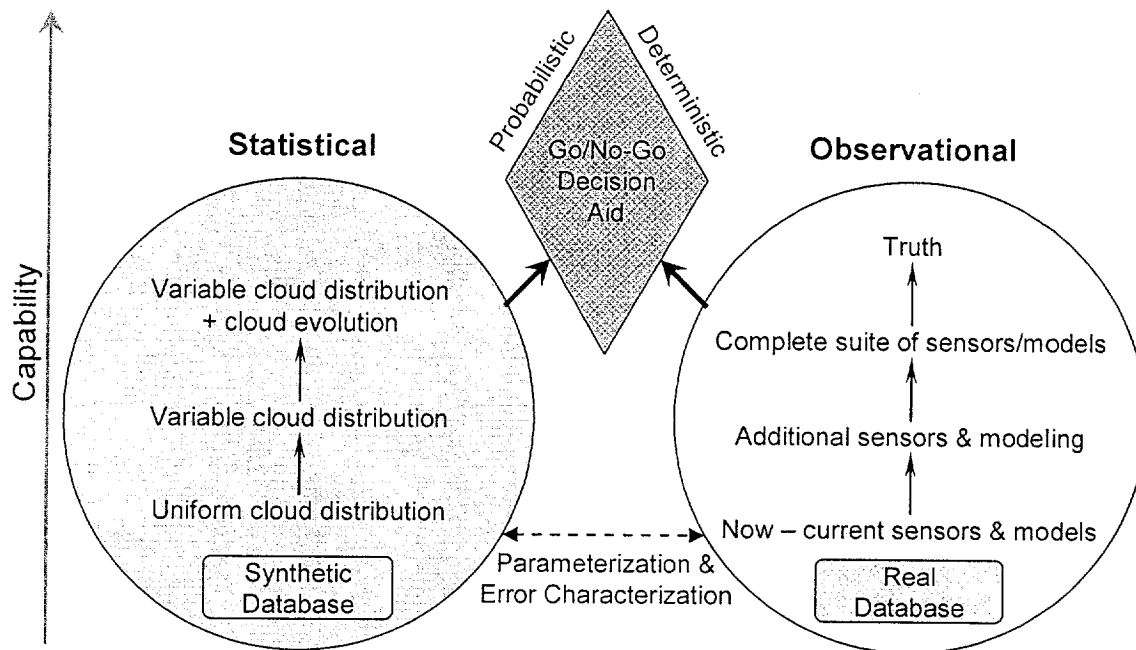 Capability
Statistical
Variable cloud distribution
+ cloud evolution
Variable cloud distribution
Uniform cloud distribution
Synthetic
Database
Probabilistic
Deterministic
Go/No-Go
Decision
Aid
Parameterization &
Error Characterization
Observational
Truth
Complete suite of sensors/models
Additional sensors & modeling
Now – current sensors & models
Real
Database